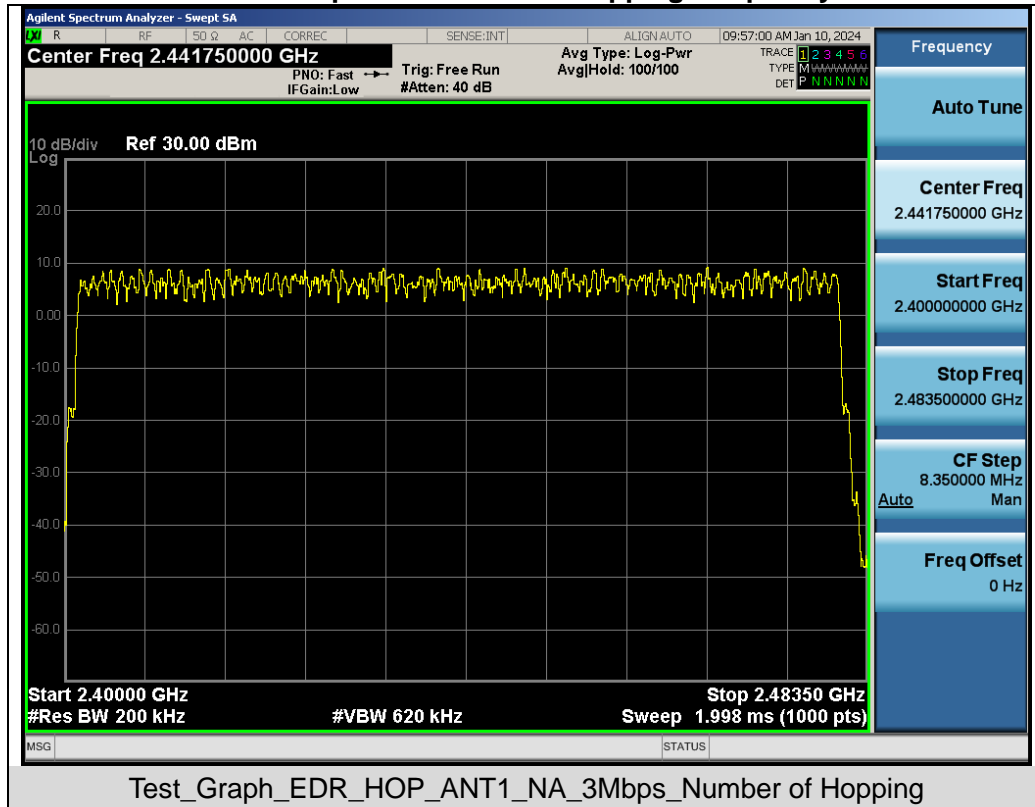 Agilent Spectrum Analyzer - Swept SA
LXI R RF 50 Ω AC CORREC SENSE:INT ALIGN AUTO 09:57:00 AM Jan 10, 2024
Center Freq 2.441750000 GHz
PNO: Fast
IFGain:Low
Trig: Free Run
#Atten: 40 dB
Avg Type: Log-Pwr
Avg|Hold: 100/100
TRACE 1 2 3 4 5 6
TYPE M WWWWW
DET P N N N N N
10 dB/div Ref 30.00 dBm
Log
20.0
10.0
0.00
-10.0
-20.0
-30.0
-40.0
-50.0
-60.0
Start 2.40000 GHz Stop 2.48350 GHz
#Res BW 200 kHz #VBW 620 kHz Sweep 1.998 ms (1000 pts)
MSG STATUS
Frequency
Auto Tune
Center Freq
2.441750000 GHz
Start Freq
2.400000000 GHz
Stop Freq
2.483500000 GHz
CF Step
8.350000 MHz
Auto Man
Freq Offset
0 Hz
Test_Graph_EDR_HOP_ANT1_NA_3Mbps_Number of Hopping